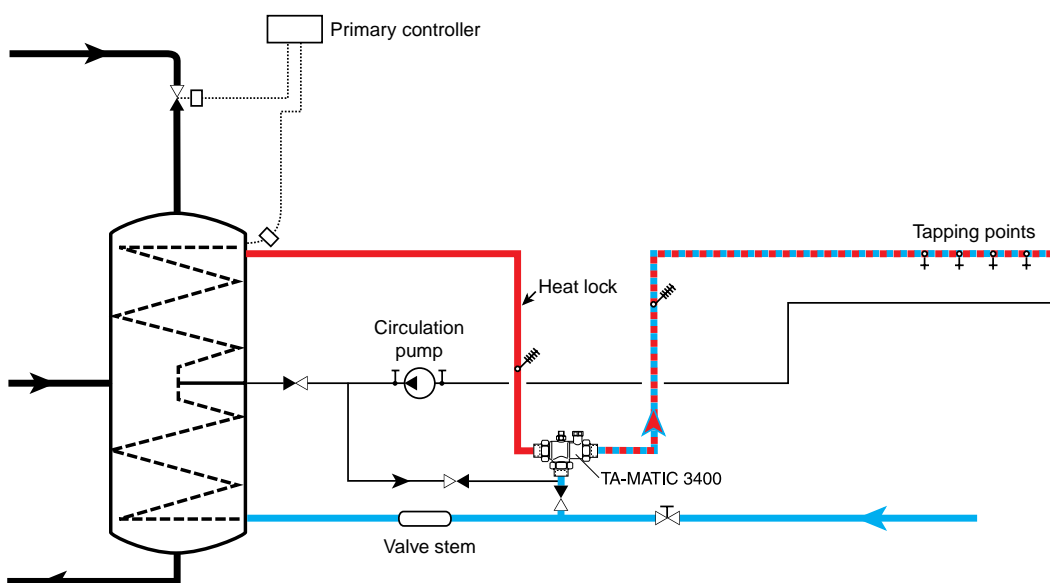 Primary controller
Tapping points
Heat lock
Circulation
pump
TA-MATIC 3400
Valve stem